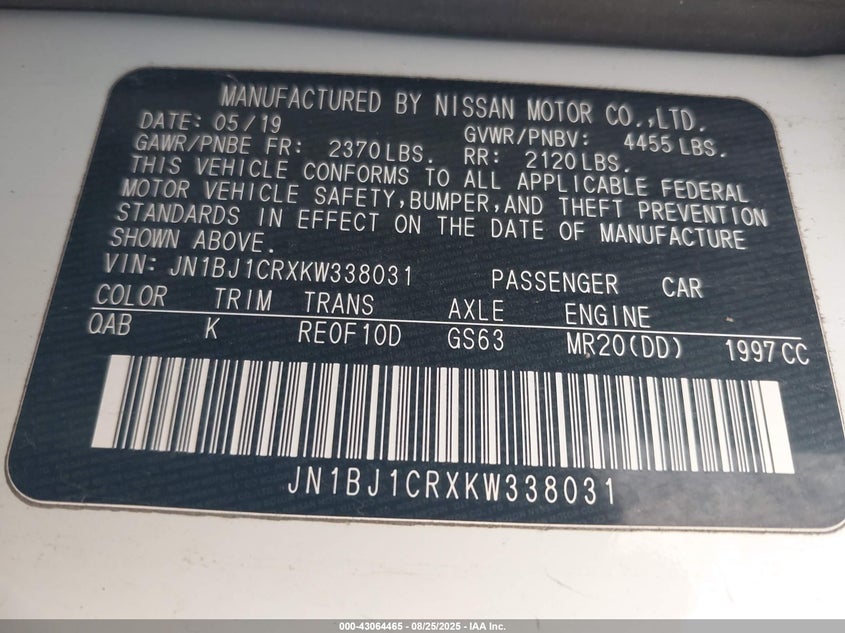 MANUFACTURED BY NISSAN MOTOR CO.,LTD.
DATE: 05/19 GVWR/PNBV: 4455 LBS.
GAWR/PNBE FR: 2370LBS. RR: 2120LBS.
THIS VEHICLE CONFORMS TO ALL APPLICABLE FEDERAL
MOTOR VEHICLE SAFETY,BUMPER,AND THEFT PREVENTION
STANDARDS IN EFFECT ON THE DATE OF MANUFACTURE
SHOWN ABOVE.
VIN: JN1BJ1CRXKW338031 PASSENGER CAR
COLOR TRIM TRANS AXLE ENGINE
QAB K RE0F10D GS63 MR20(DD) 1997CC
JN1BJ1CRXKW338031
000-43064465 - 08/25/2025 - IAA Inc.